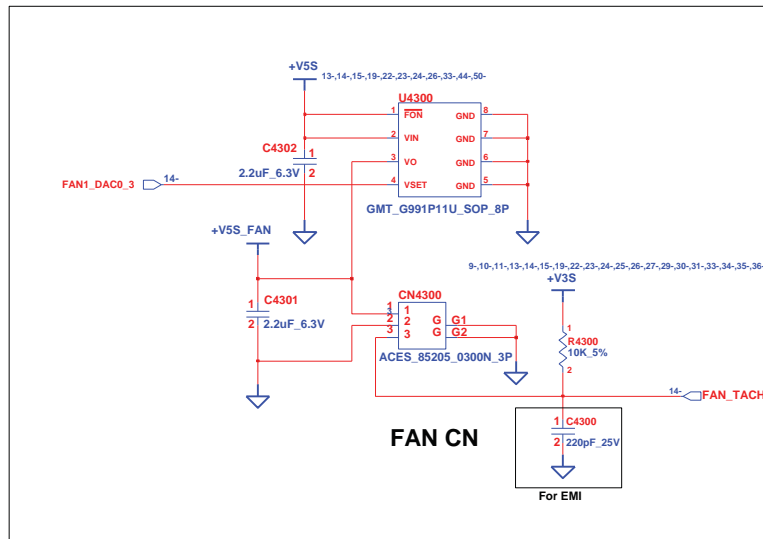 +V5S
13-,14-,15-,19-,22-,23-,24-,26-,33-,44-,50-
U4300
1 FON GND 8
C4302
1
2 VIN GND 7
3 VO GND 6
2
2.2uF_6.3V
FAN1_DAC0_3 14- 4 VSET GND 5
GMT_G991P11U_SOP_8P
+V5S_FAN
9-,10-,11-,13-,14-,15-,19-,22-,23-,24-,25-,26-,27-,29-,30-,31-,33-,34-,35-,36-
+V3S
CN4300
1 C4301
2 2.2uF_6.3V
1 1
3
2 2 G G1
3 3 G G2
ACES_85205_0300N_3P
1
R4300
10K_5%
2
14- FAN_TACH
FAN CN
1 C4300
2 220pF_25V
For EMI